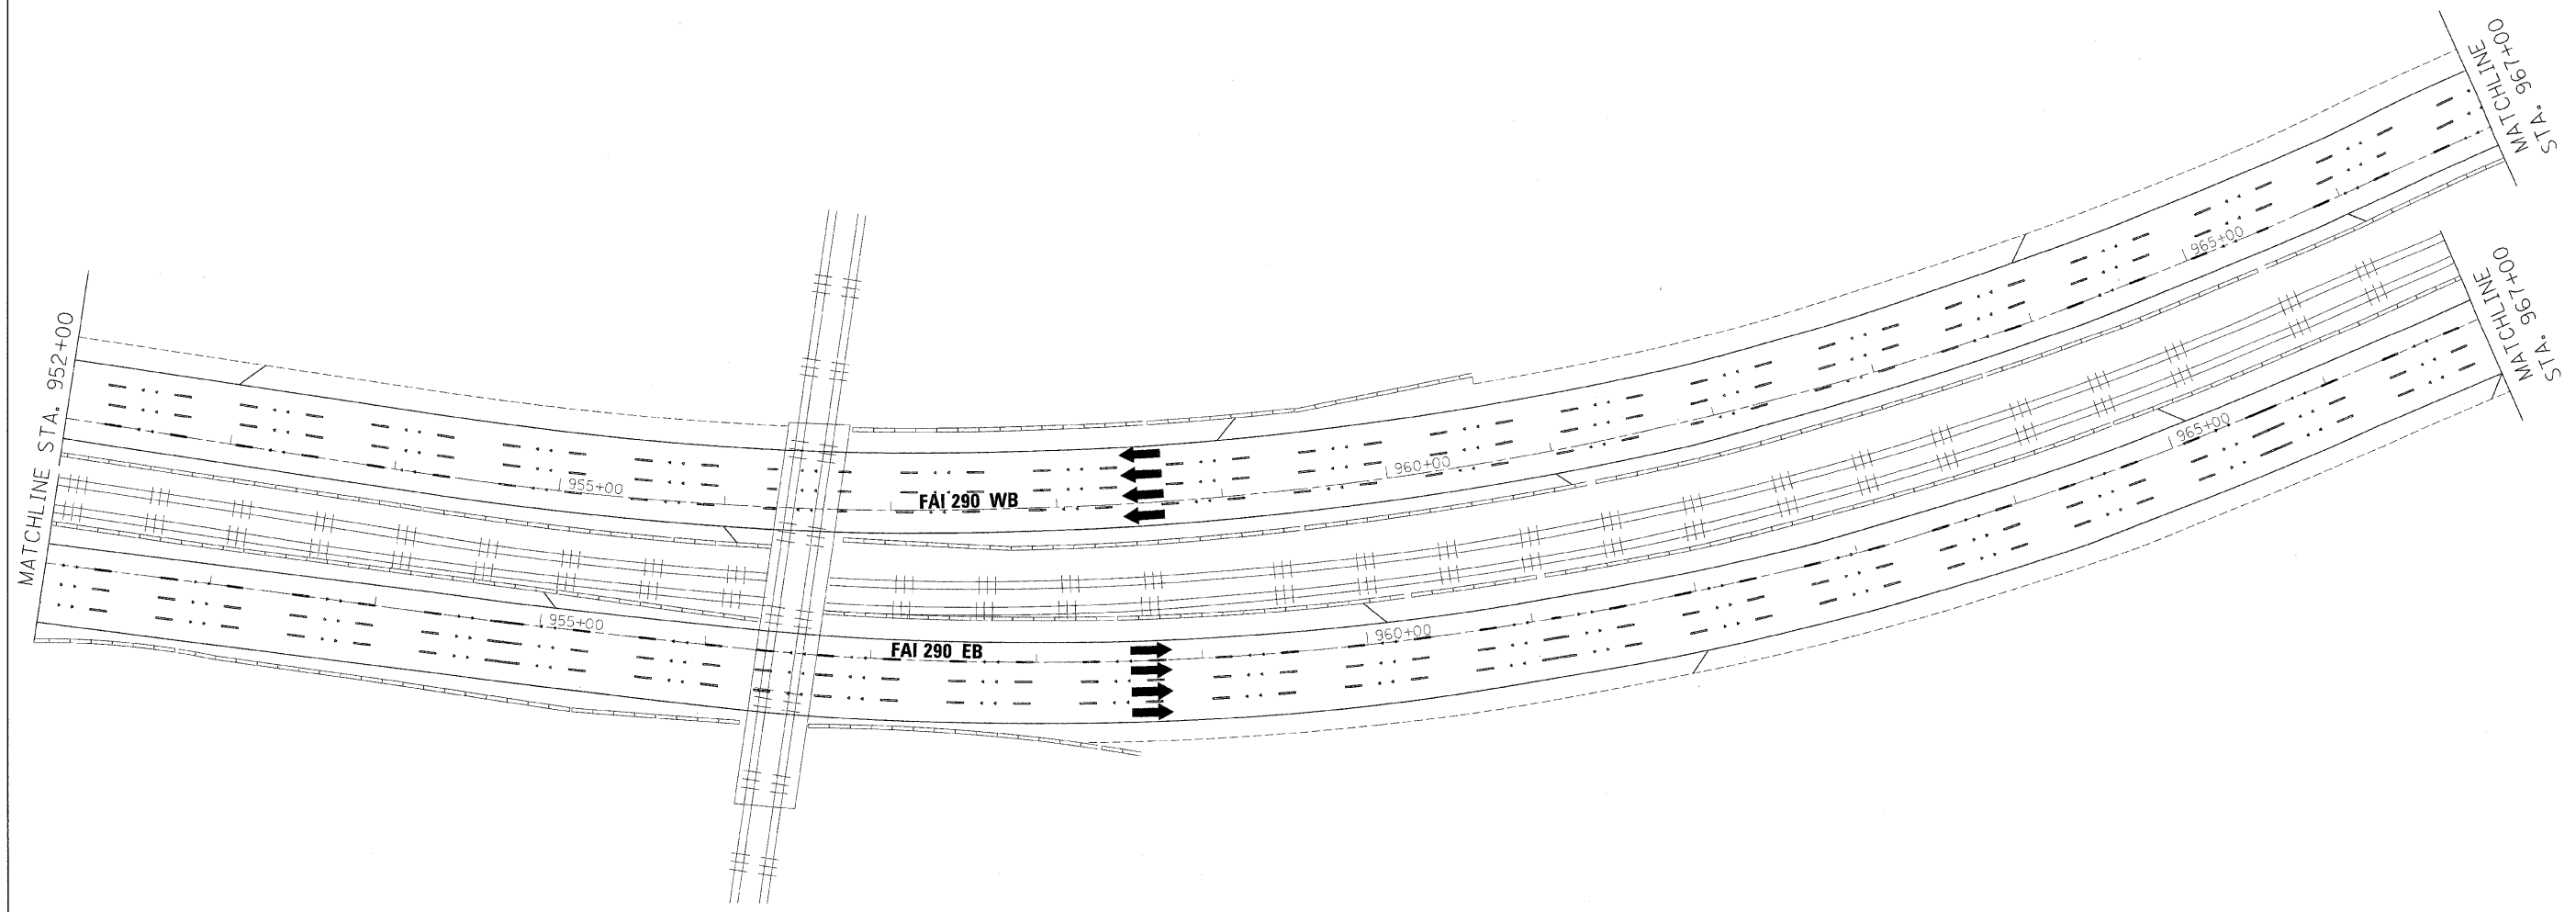 MATCHLINE STA. 952+00
MATCHLINE
STA. 967+00
965+00
960+00
955+00
FAI 290 WB
MATCHLINE
STA. 967+00
965+00
960+00
955+00
FAI 290 EB